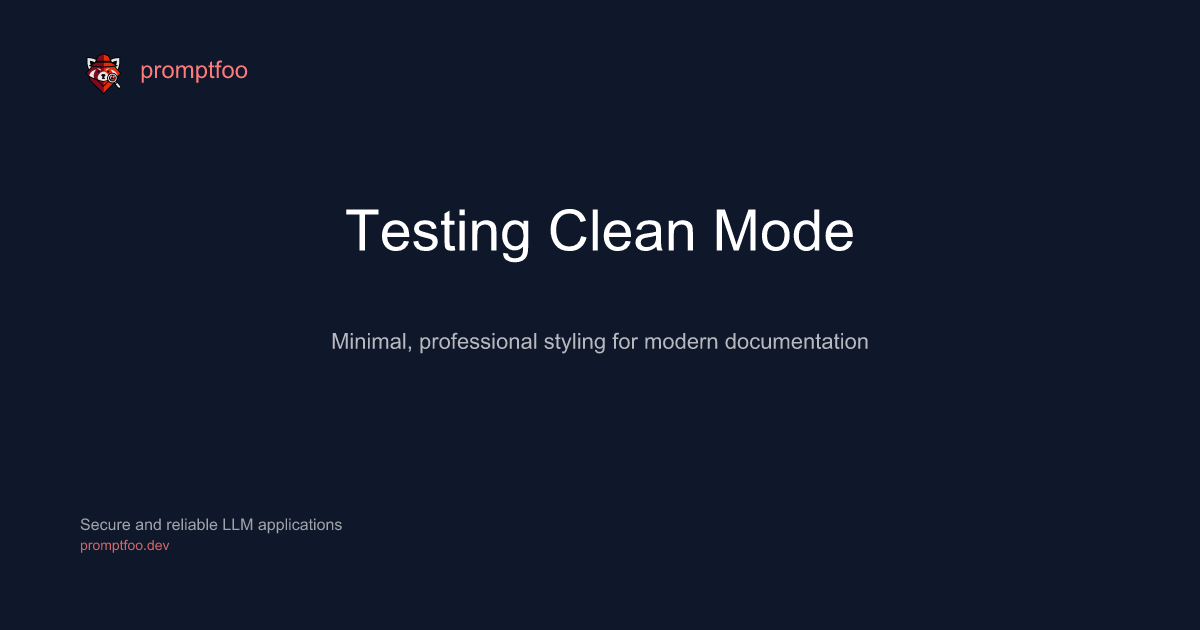 promptfoo
Testing Clean Mode
Minimal, professional styling for modern documentation
Secure and reliable LLM applications
promptfoo.dev